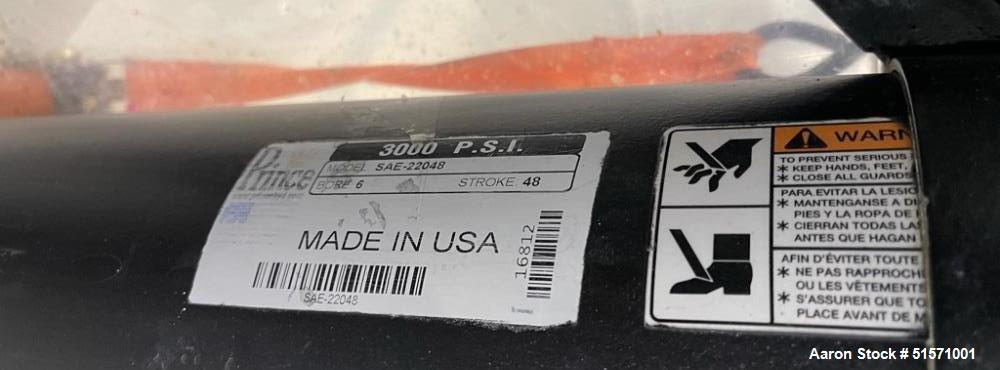 Prince
3000 P.S.I.
MODEL SAE-22048
BORE 6 STROKE 48
MADE IN USA
SAE-22048
16812
WARN
TO PREVENT SERIOUS
* KEEP HANDS, FEET,
* CLOSE ALL GUARDS
PARA EVITAR LA LESIO
* MANTENGANSE A DU
PIES Y LA ROPA DE
* CIERRAN TODAS LA
ANTES QUE HAGAN
AFIN D'ÉVITER TOUTE
* NE PAS RAPPROCH
OU LES VÊTEMENTS
* S'ASSURER QUE TO
PLACE AVANT DE M
Aaron Stock # 51571001